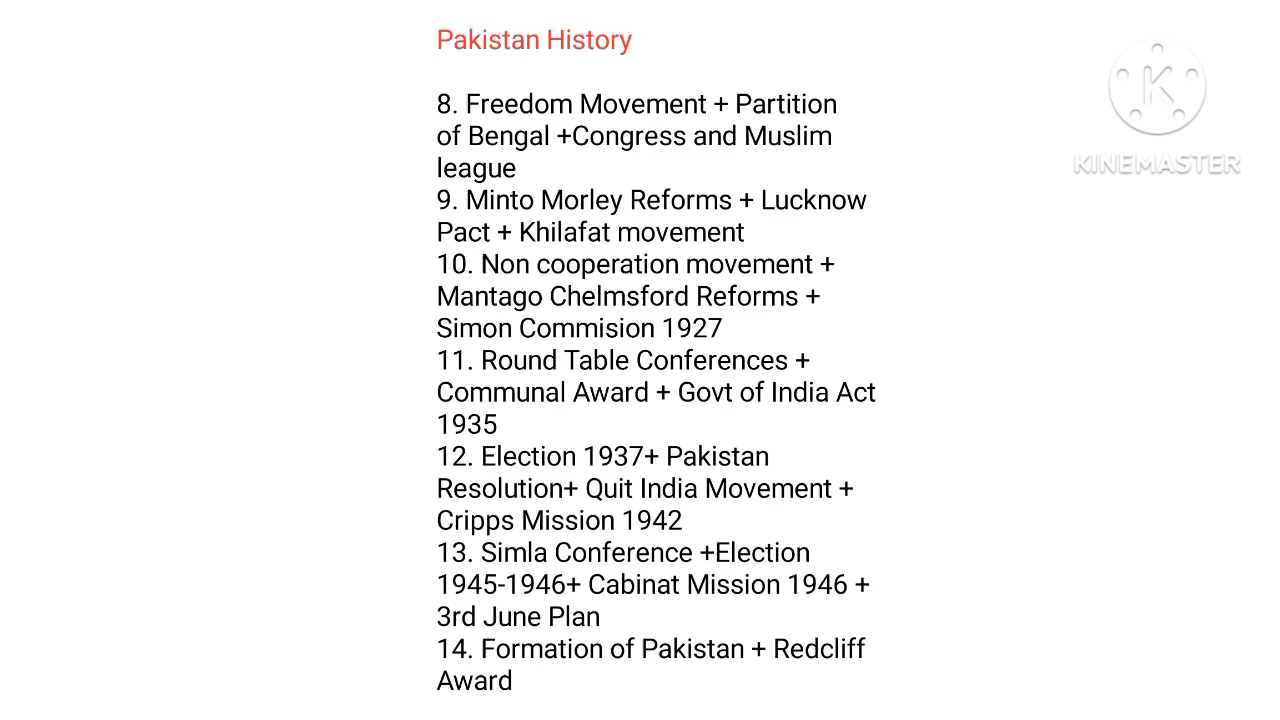 Pakistan History
8. Freedom Movement + Partition
of Bengal +Congress and Muslim
league
9. Minto Morley Reforms + Lucknow
Pact + Khilafat movement
10. Non cooperation movement +
Mantago Chelmsford Reforms +
Simon Commision 1927
11. Round Table Conferences +
Communal Award + Govt of India Act
1935
12. Election 1937+ Pakistan
Resolution+ Quit India Movement +
Cripps Mission 1942
13. Simla Conference +Election
1945-1946+ Cabinat Mission 1946 +
3rd June Plan
14. Formation of Pakistan + Redcliff
Award
K
KINEMASTER